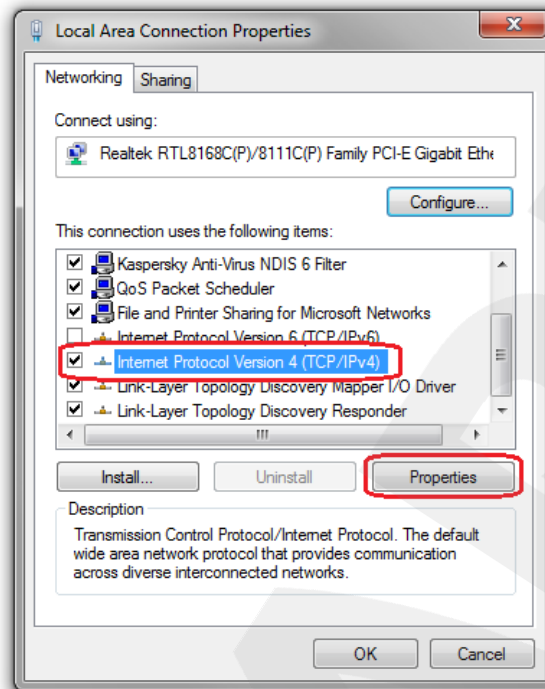 Local Area Connection Properties
Networking
Sharing
Connect using:
Realtek RTL8168C(P)/8111C(P) Family PCI-E Gigabit Ethe
Configure...
This connection uses the following items:
Kaspersky Anti-Virus NDIS 6 Filter
QoS Packet Scheduler
File and Printer Sharing for Microsoft Networks
Internet Protocol Version 6 (TCP/IPv6)
Internet Protocol Version 4 (TCP/IPv4)
Link-Layer Topology Discovery Mapper I/O Driver
Link-Layer Topology Discovery Responder
Install...
Uninstall
Properties
Description
Transmission Control Protocol/Internet Protocol. The default
wide area network protocol that provides communication
across diverse interconnected networks.
OK
Cancel